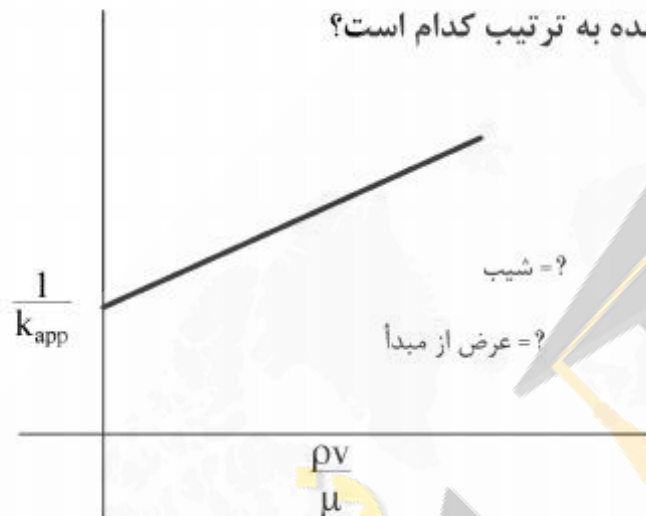 ده به ترتیب کدام است؟
?= شیب
?= عرض از مبدأ
1
k_app
ρv
μ